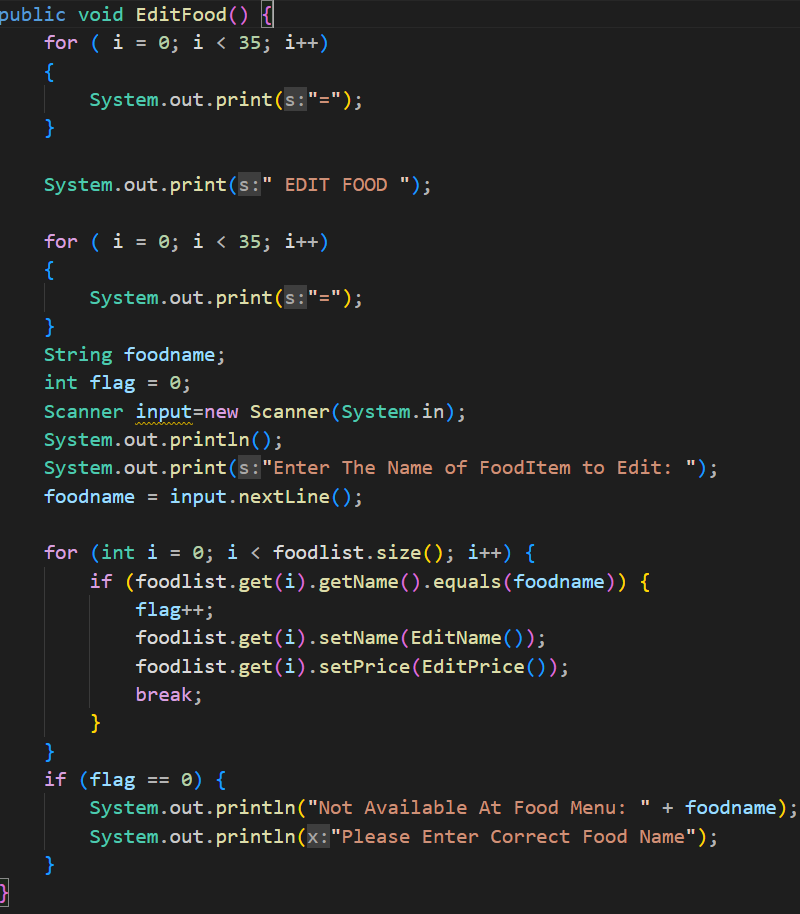 public void EditFood() {
    for ( i = 0; i < 35; i++)
    {
        System.out.print(s:"=");
    }

    System.out.print(s:" EDIT FOOD ");

    for ( i = 0; i < 35; i++)
    {
        System.out.print(s:"=");
    }
    String foodname;
    int flag = 0;
    Scanner input=new Scanner(System.in);
    System.out.println();
    System.out.print(s:"Enter The Name of FoodItem to Edit: ");
    foodname = input.nextLine();

    for (int i = 0; i < foodlist.size(); i++) {
        if (foodlist.get(i).getName().equals(foodname)) {
            flag++;
            foodlist.get(i).setName(EditName());
            foodlist.get(i).setPrice(EditPrice());
            break;
        }
    }
    if (flag == 0) {
        System.out.println("Not Available At Food Menu: " + foodname);
        System.out.println(x:"Please Enter Correct Food Name");
    }
}